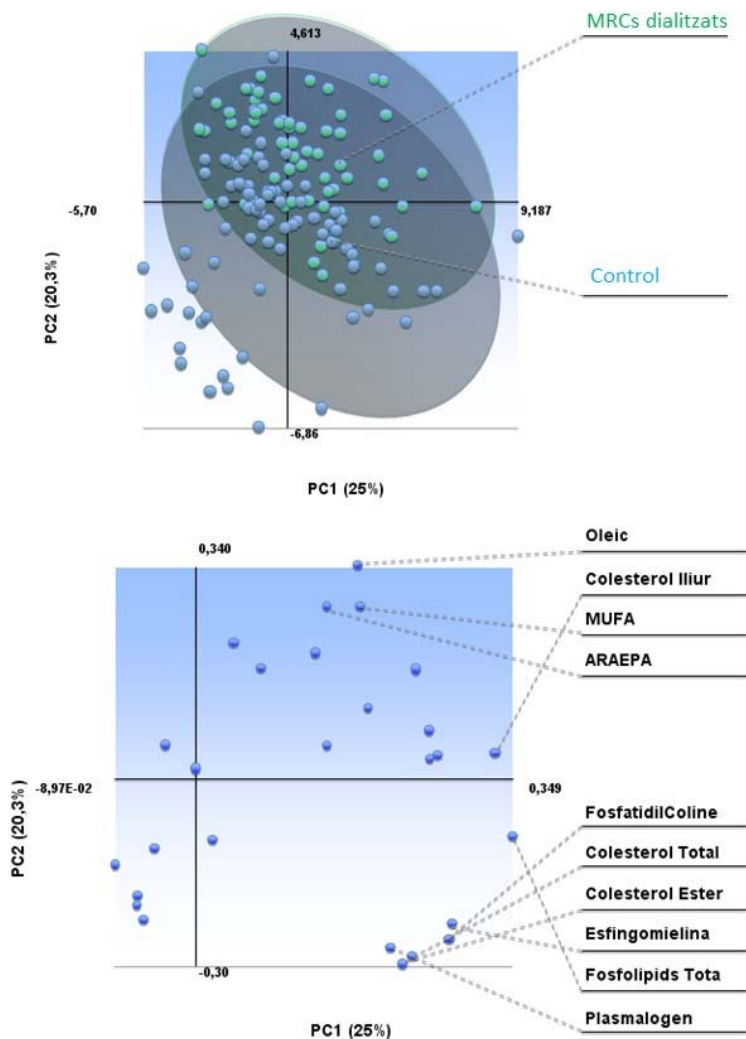 MRCs dialitzats
4,613
-5,70
9,187
PC2 (20,3%)
Control
-6,86
PC1 (25%)
0,340
Oleic
Colesterol lliur
MUFA
ARAEPA
-8,97E-02
0,349
PC2 (20,3%)
FosfatidilColine
Colesterol Total
Colesterol Ester
Esfingomielina
Fosfolipids Tota
Plasmalogen
-0,30
PC1 (25%)